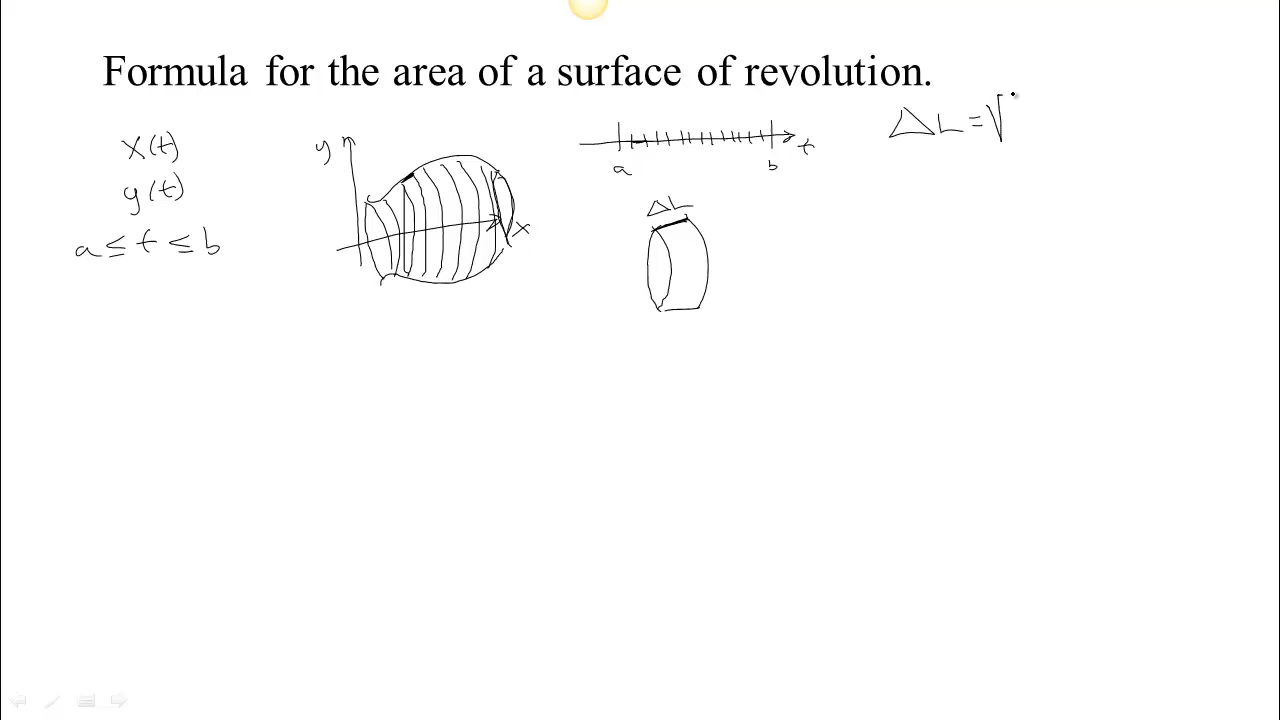 Formula for the area of a surface of revolution.
x(t)
y(t)
a ≤ t ≤ b
y
x
a
b
t
ΔL
ΔL = √